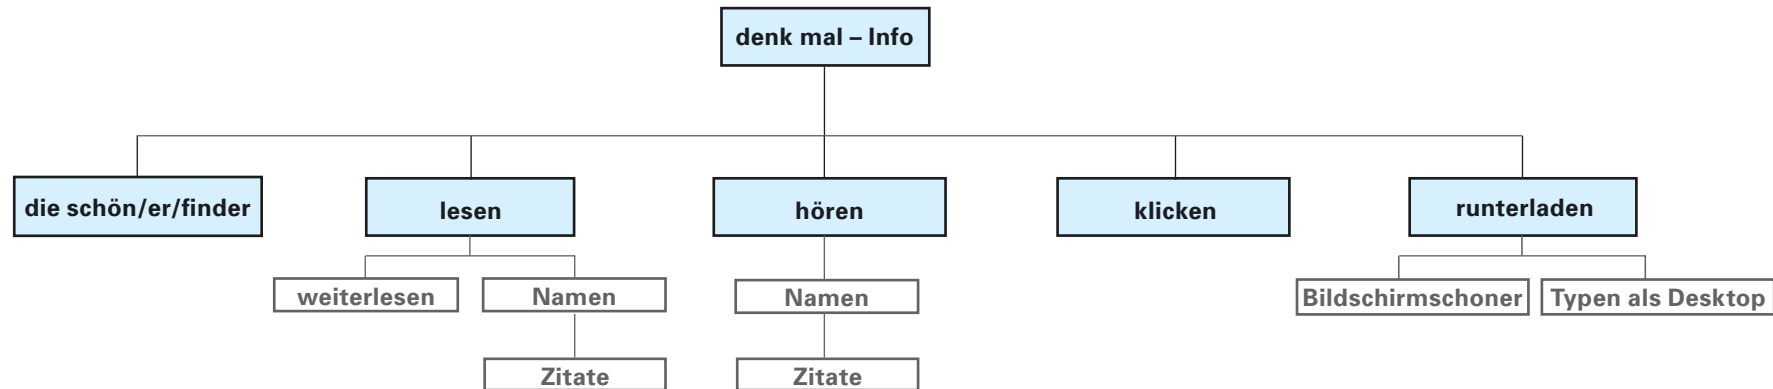 denk mal – Info
die schön/er/finder
lesen
hören
klicken
runterladen
weiterlesen
Namen
Namen
Bildschirmschoner
Typen als Desktop
Zitate
Zitate